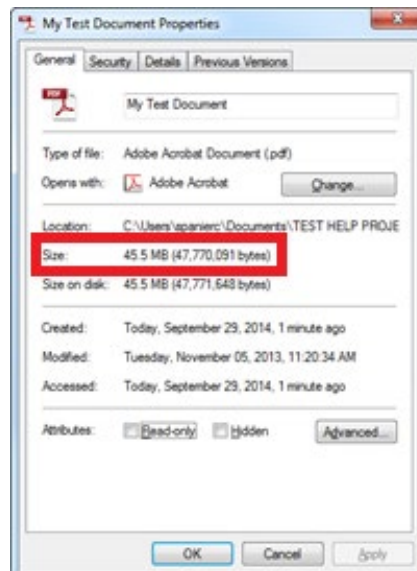 My Test Document Properties
General Security Details Previous Versions
PDF
My Test Document
Type of file: Adobe Acrobat Document (.pdf)
Opens with: Adobe Acrobat Change...
Location: C:\Users\spanierc\Documents\TEST HELP PROJE
Size: 45.5 MB (47,770,091 bytes)
Size on disk: 45.5 MB (47,771,648 bytes)
Created: Today, September 29, 2014, 1 minute ago
Modified: Tuesday, November 05, 2013, 11:20:34 AM
Accessed: Today, September 29, 2014, 1 minute ago
Attributes: Read-only Hidden Advanced...
OK Cancel Apply